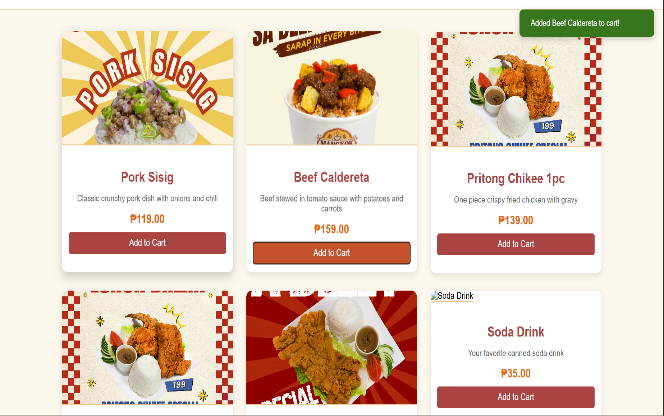 Added Beef Caldereta to cart!
PORK SISIG
SARAP IN EVERY
199
Pork Sisig
Classic crunchy pork dish with onions and chili
₱119.00
Add to Cart
Beef Caldereta
Beef stewed in tomato sauce with potatoes and
carrots
₱159.00
Add to Cart
Pritong Chikee 1pc
One piece crispy fried chicken with gravy
₱139.00
Add to Cart
199
SPECIAL
Soda Drink
Soda Drink
Your favorite canned soda drink
₱35.00
Add to Cart